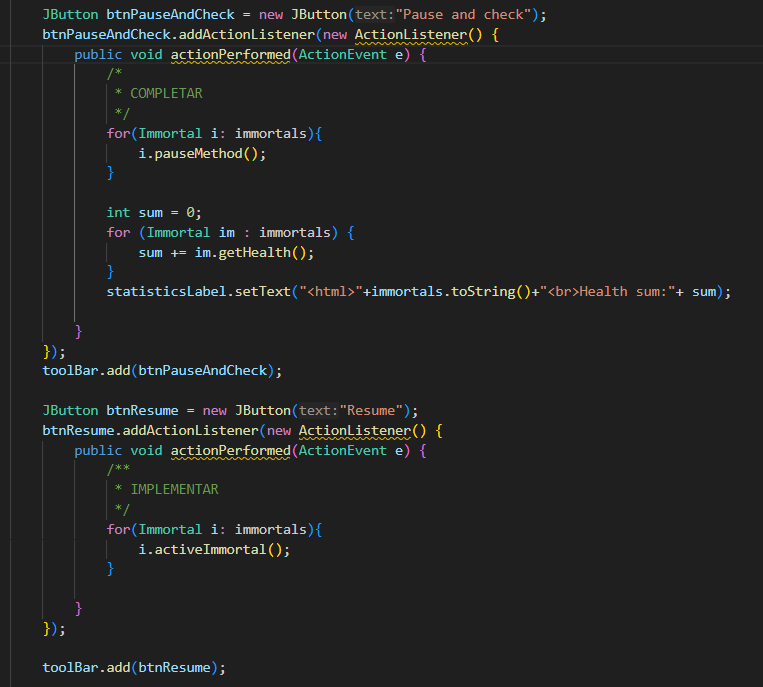 JButton btnPauseAndCheck = new JButton(text:"Pause and check");
btnPauseAndCheck.addActionListener(new ActionListener() {
    public void actionPerformed(ActionEvent e) {
        /*
         * COMPLETAR
         */
        for(Immortal i: immortals){
            i.pauseMethod();
        }

        int sum = 0;
        for (Immortal im : immortals) {
            sum += im.getHealth();
        }
        statisticsLabel.setText("<html>"+immortals.toString()+"<br>Health sum:"+ sum);

    }
});
toolBar.add(btnPauseAndCheck);

JButton btnResume = new JButton(text:"Resume");
btnResume.addActionListener(new ActionListener() {
    public void actionPerformed(ActionEvent e) {
        /**
         * IMPLEMENTAR
         */
        for(Immortal i: immortals){
            i.activeImmortal();
        }

    }
});

toolBar.add(btnResume);